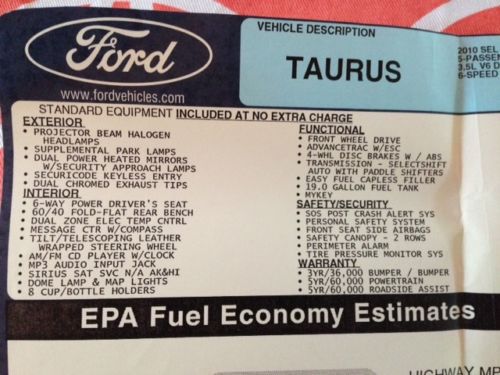 Ford
www.fordvehicles.com
VEHICLE DESCRIPTION
TAURUS
2010 SEL
5-PASSEN
3.5L V6 D
6-SPEED
STANDARD EQUIPMENT INCLUDED AT NO EXTRA CHARGE
EXTERIOR
• PROJECTOR BEAM HALOGEN
HEADLAMPS
• SUPPLEMENTAL PARK LAMPS
• DUAL POWER HEATED MIRRORS
W/SECURITY APPROACH LAMPS
• SECURICODE KEYLESS ENTRY
• DUAL CHROMED EXHAUST TIPS
INTERIOR
• 6-WAY POWER DRIVER'S SEAT
• 60/40 FOLD-FLAT REAR BENCH
• DUAL ZONE ELEC TEMP CNTRL
• MESSAGE CTR W/COMPASS
• TILT/TELESCOPING LEATHER
WRAPPED STEERING WHEEL
• AM/FM CD PLAYER W/CLOCK
• MP3 AUDIO INPUT JACK
• SIRIUS SAT SVC N/A AK&HI
• DOME LAMP & MAP LIGHTS
• 8 CUP/BOTTLE HOLDERS
FUNCTIONAL
• FRONT WHEEL DRIVE
• ADVANCETRAC W/ESC
• 4-WHL DISC BRAKES W / ABS
• TRANSMISSION - SELECTSHIFT
AUTO WITH PADDLE SHIFTERS
• EASY FUEL CAPLESS FILLER
• 19.0 GALLON FUEL TANK
• MYKEY
SAFETY/SECURITY
• SOS POST CRASH ALERT SYS
• PERSONAL SAFETY SYSTEM
• FRONT SEAT SIDE AIRBAGS
• SAFETY CANOPY - 2 ROWS
• PERIMETER ALARM
• TIRE PRESSURE MONITOR SYS
WARRANTY
• 3YR/36,000 BUMPER / BUMPER
• 5YR/60,000 POWERTRAIN
• 5YR/60,000 ROADSIDE ASSIST
EPA Fuel Economy Estimates
HIGHWAY MP